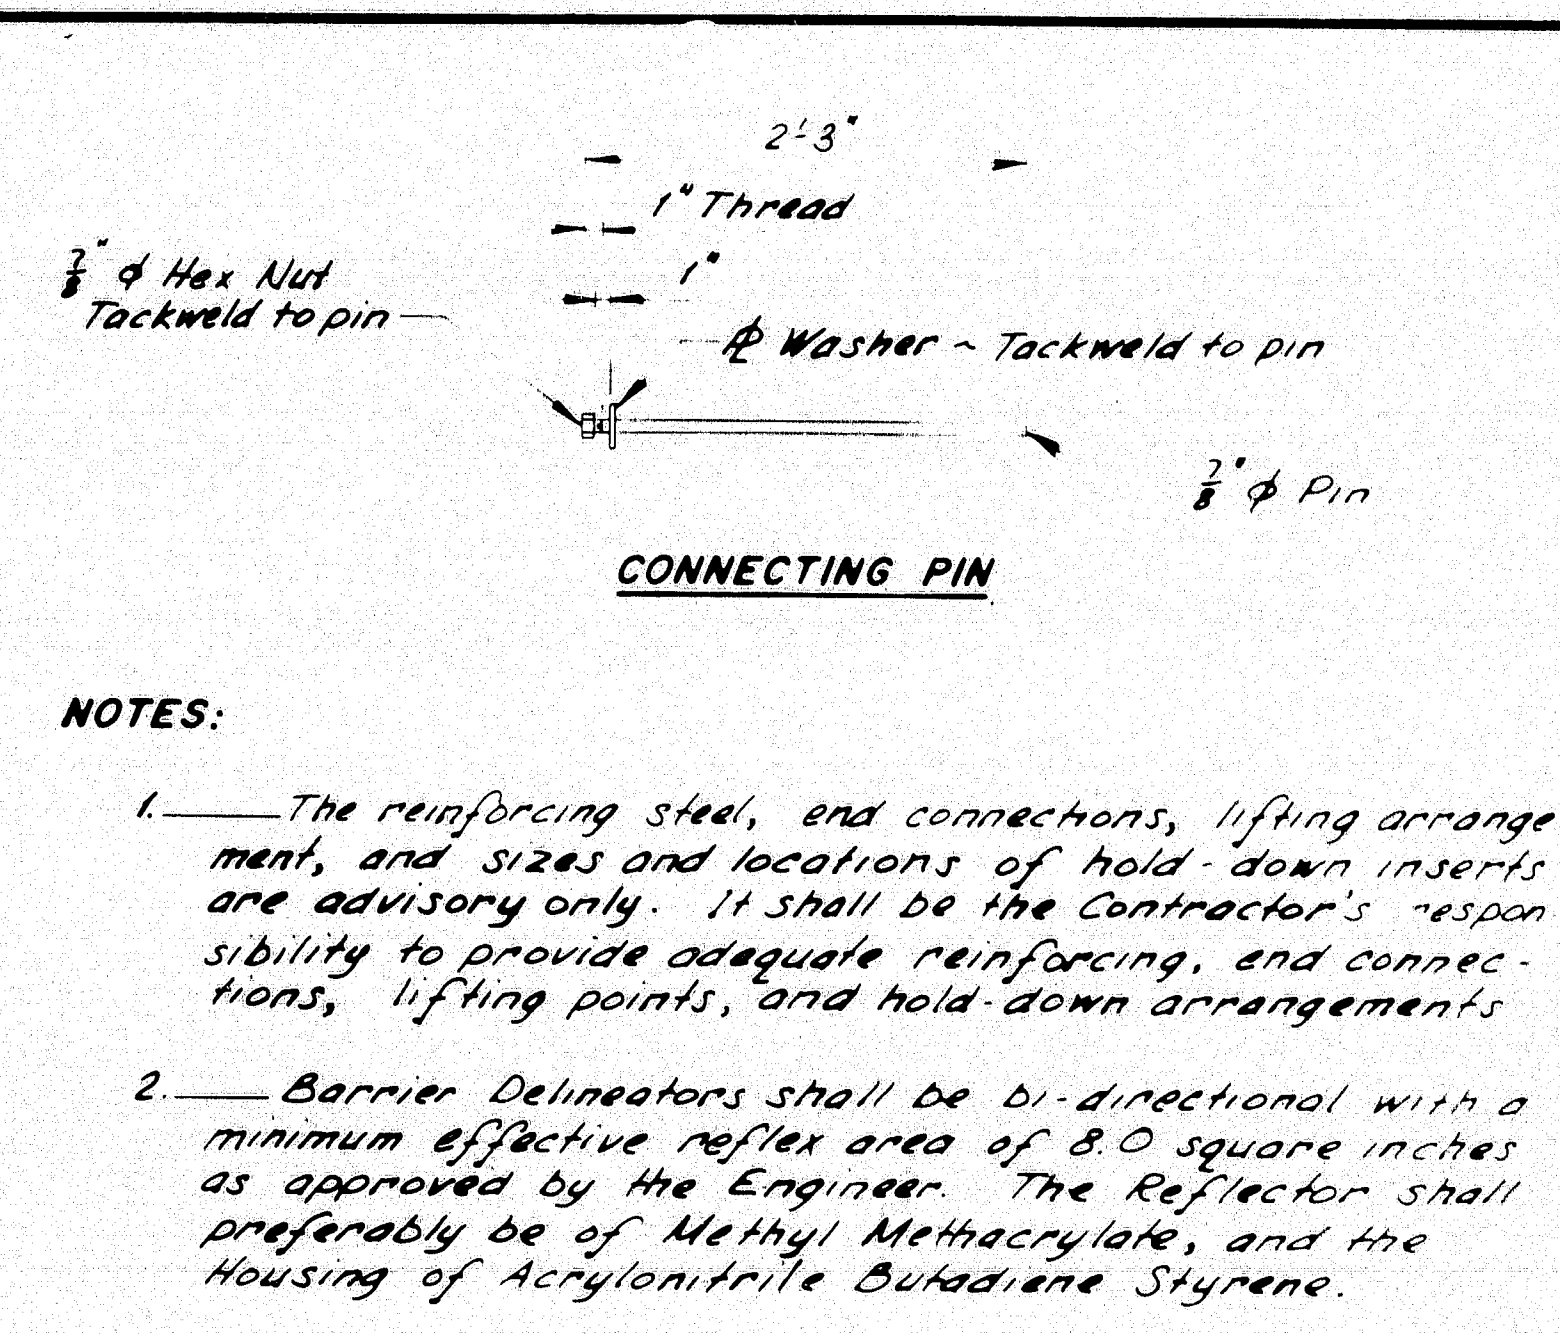 2'-3"
1" Thread
7/8" ϕ Hex Nut
Tackweld to pin
1"
℄ Washer ~ Tackweld to pin
7/8" ϕ Pin
CONNECTING PIN
NOTES:
1. The reinforcing steel, end connections, lifting arrange
ment, and sizes and locations of hold-down inserts
are advisory only. It shall be the Contractor's respon
sibility to provide adequate reinforcing, end connec-
tions, lifting points, and hold-down arrangements
2. Barrier Delineators shall be bi-directional with a
minimum effective reflex area of 8.0 square inches
as approved by the Engineer. The Reflector shall
preferably be of Methyl Methacrylate, and the
Housing of Acrylonitrile Butadiene Styrene.